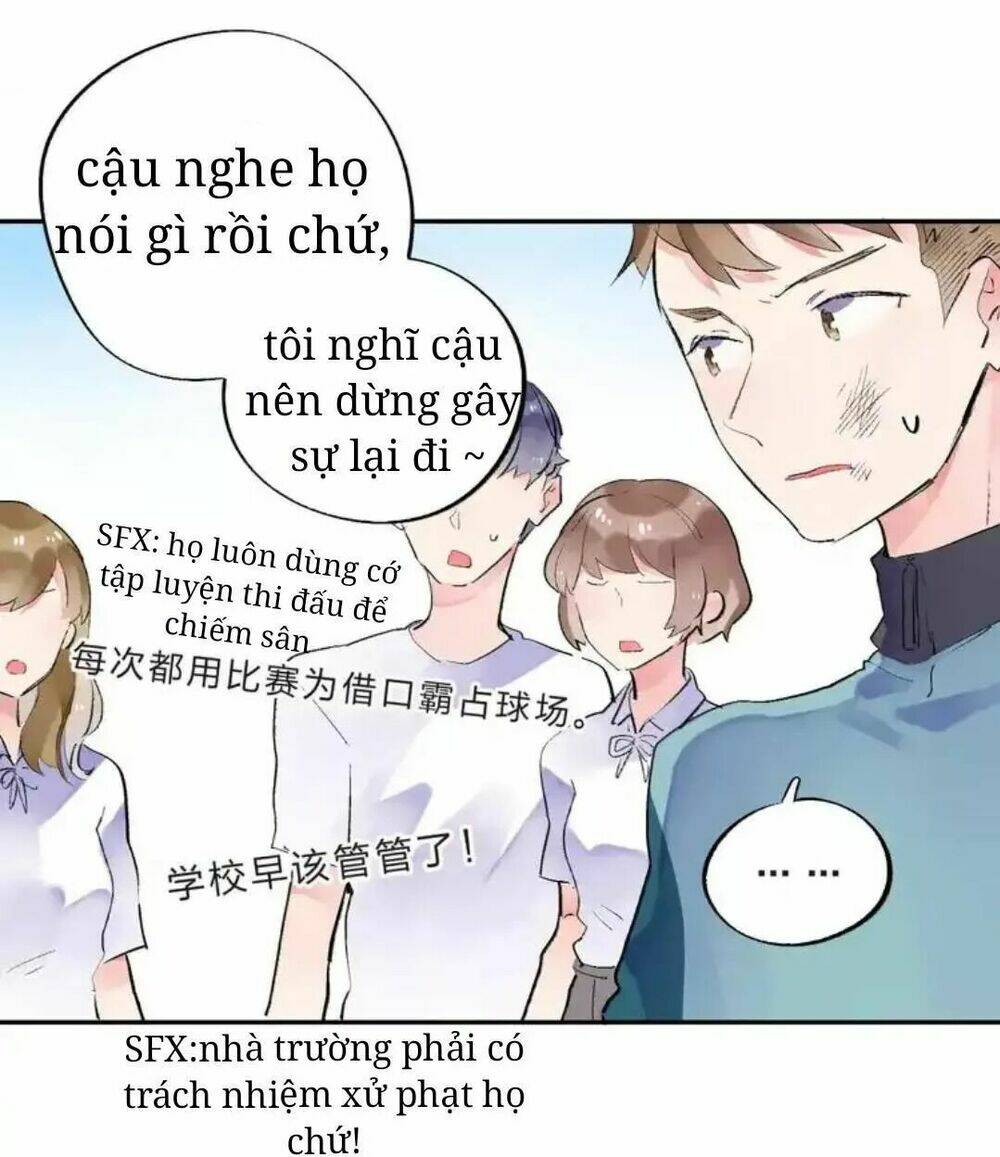 cậu nghe họ
nói gì rồi chứ,
tôi nghĩ cậu
nên dừng gây
sự lại đi ~
SFX: họ luôn dùng cớ
tập luyện thi đấu để
chiếm sân
每次都用比赛为借口霸占球场。
学校早该管管了！
... ...
SFX:nhà trường phải có
trách nhiệm xử phạt họ
chứ!